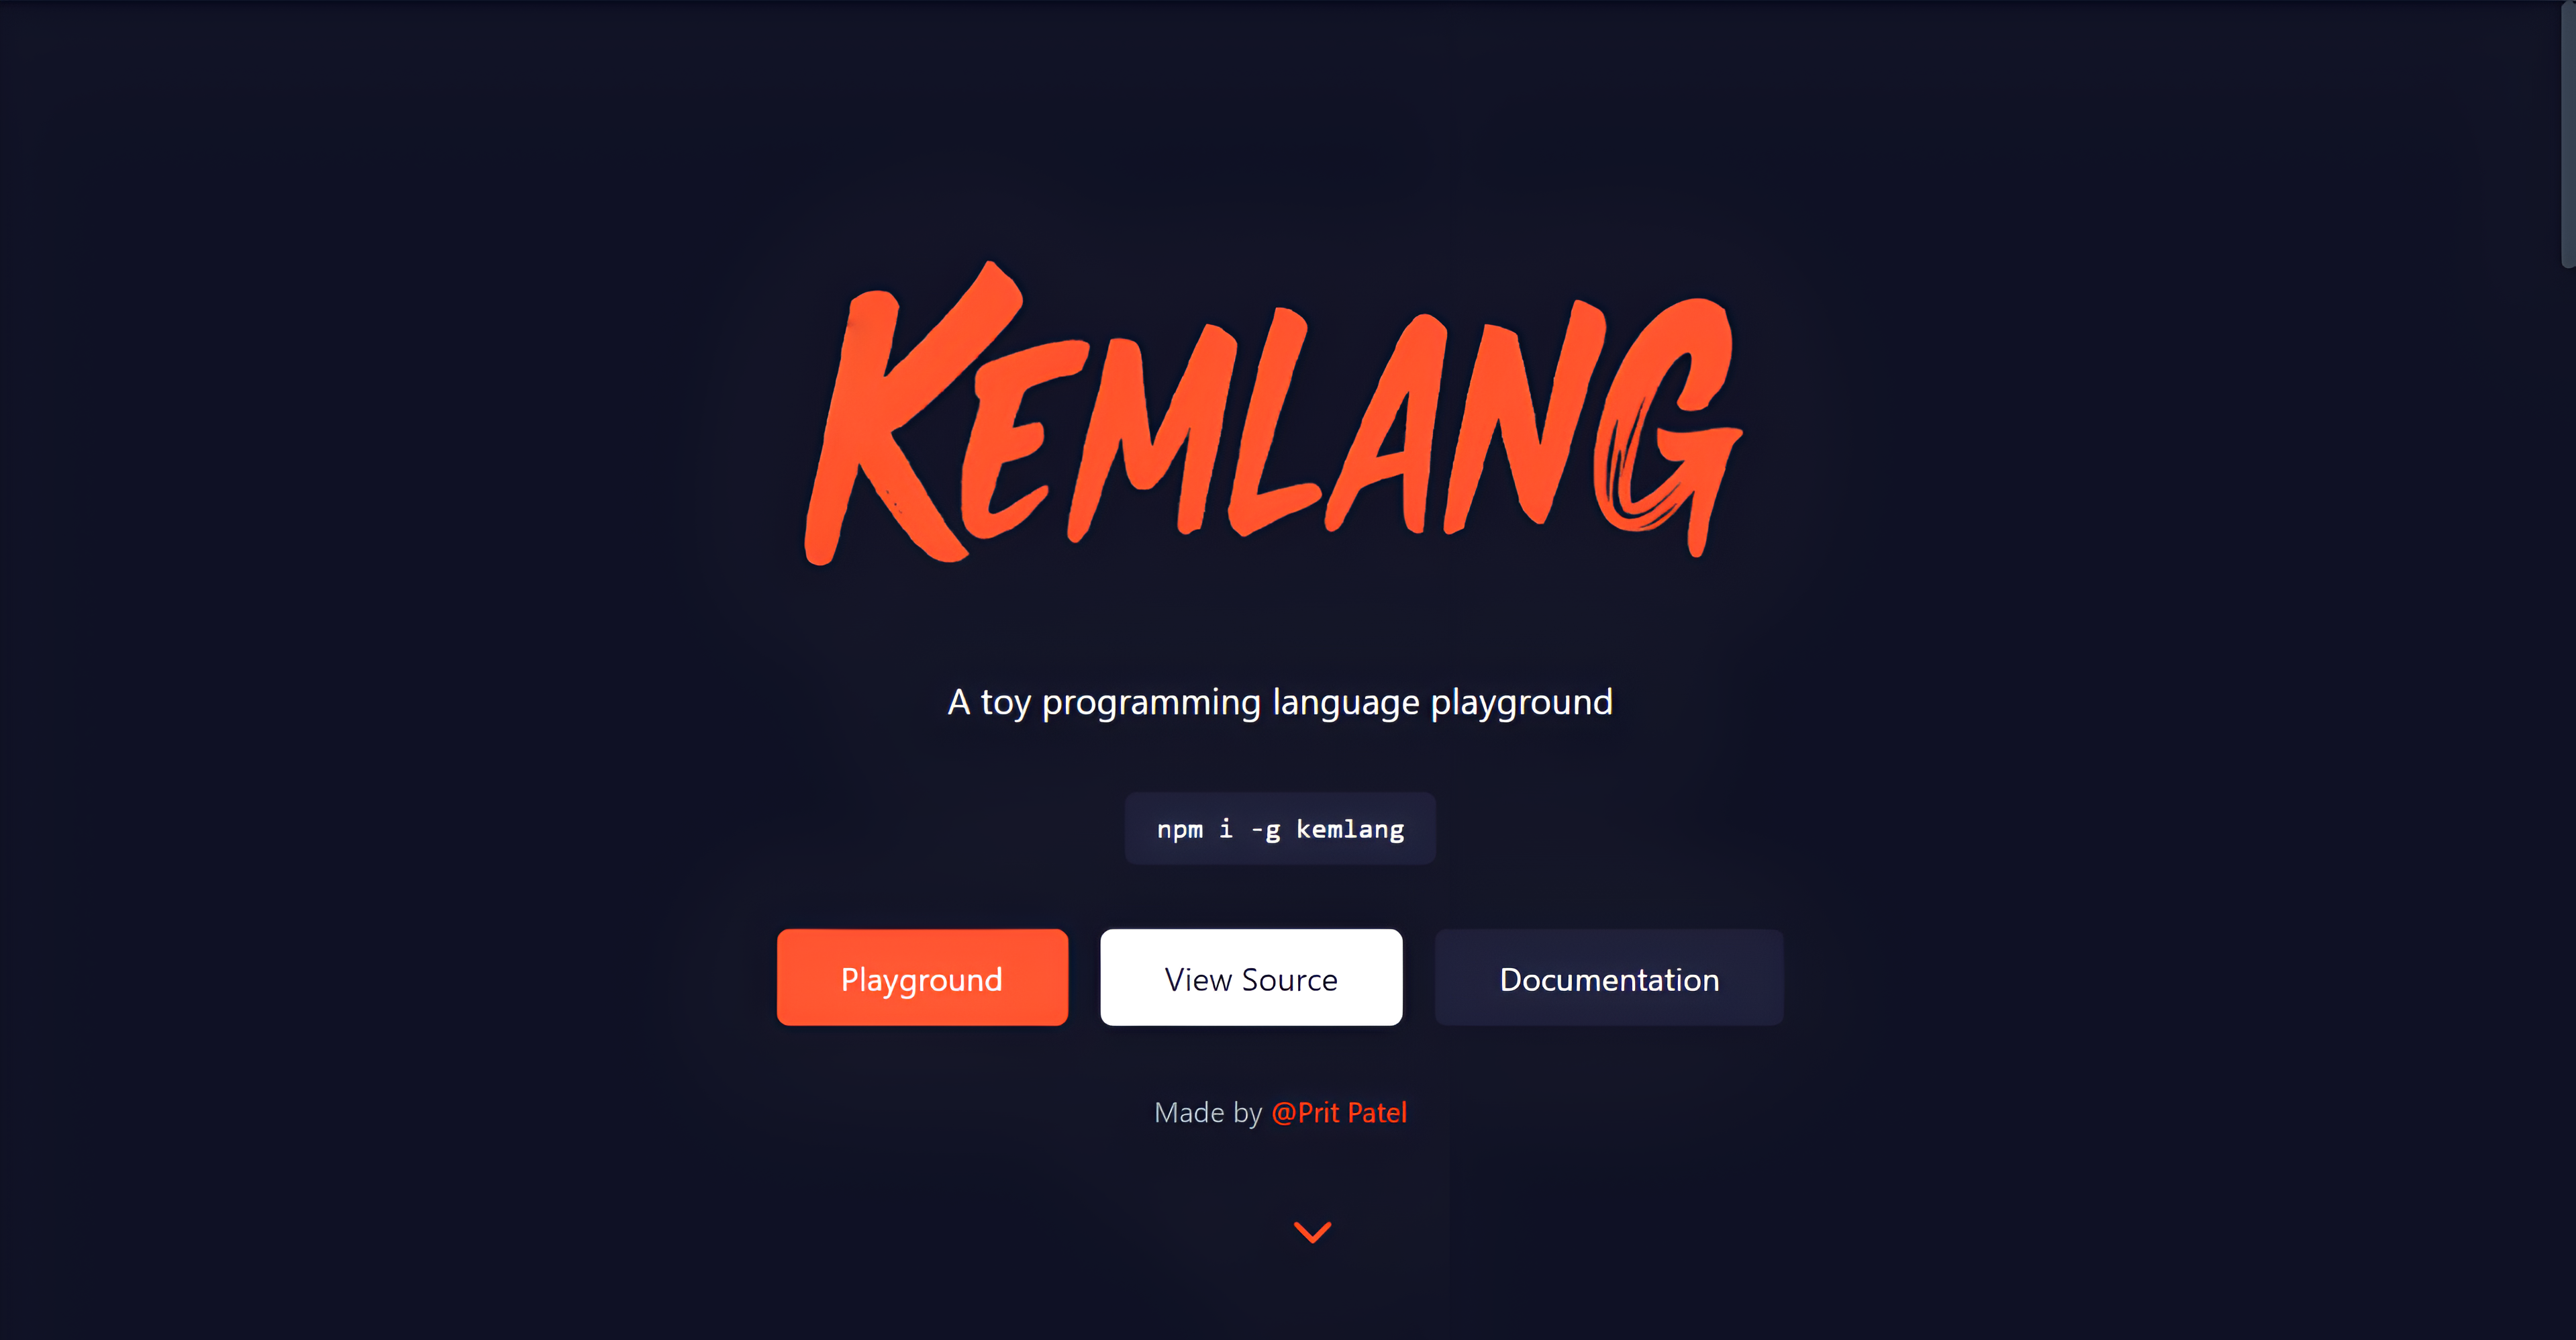 KEMLANG
A toy programming language playground
npm i -g kemlang
Playground
View Source
Documentation
Made by @Prit Patel